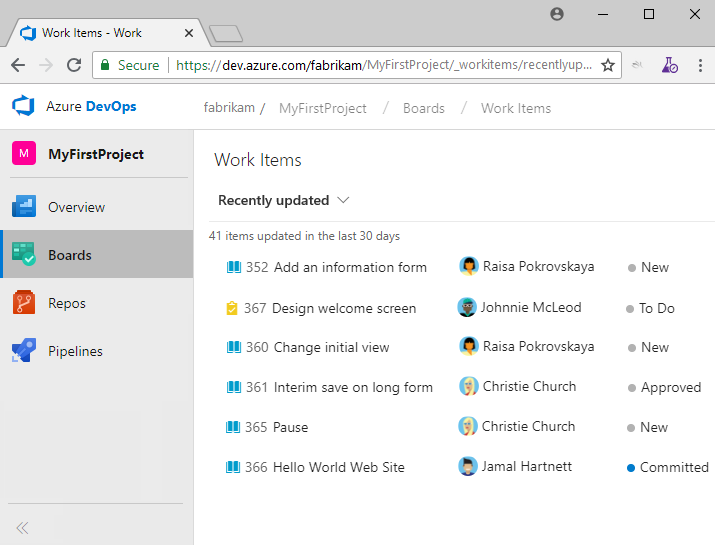 Work Items - Work
Secure https://dev.azure.com/fabrikam/MyFirstProject/_workitems/recentlyup...
Azure DevOps
fabrikam / MyFirstProject / Boards / Work Items
M MyFirstProject
Work Items
Recently updated
Overview
41 items updated in the last 30 days
Boards
352 Add an information form Raisa Pokrovskaya New
367 Design welcome screen Johnnie McLeod To Do
Repos
360 Change initial view Raisa Pokrovskaya New
Pipelines
361 Interim save on long form Christie Church Approved
365 Pause Christie Church New
366 Hello World Web Site Jamal Hartnett Committed